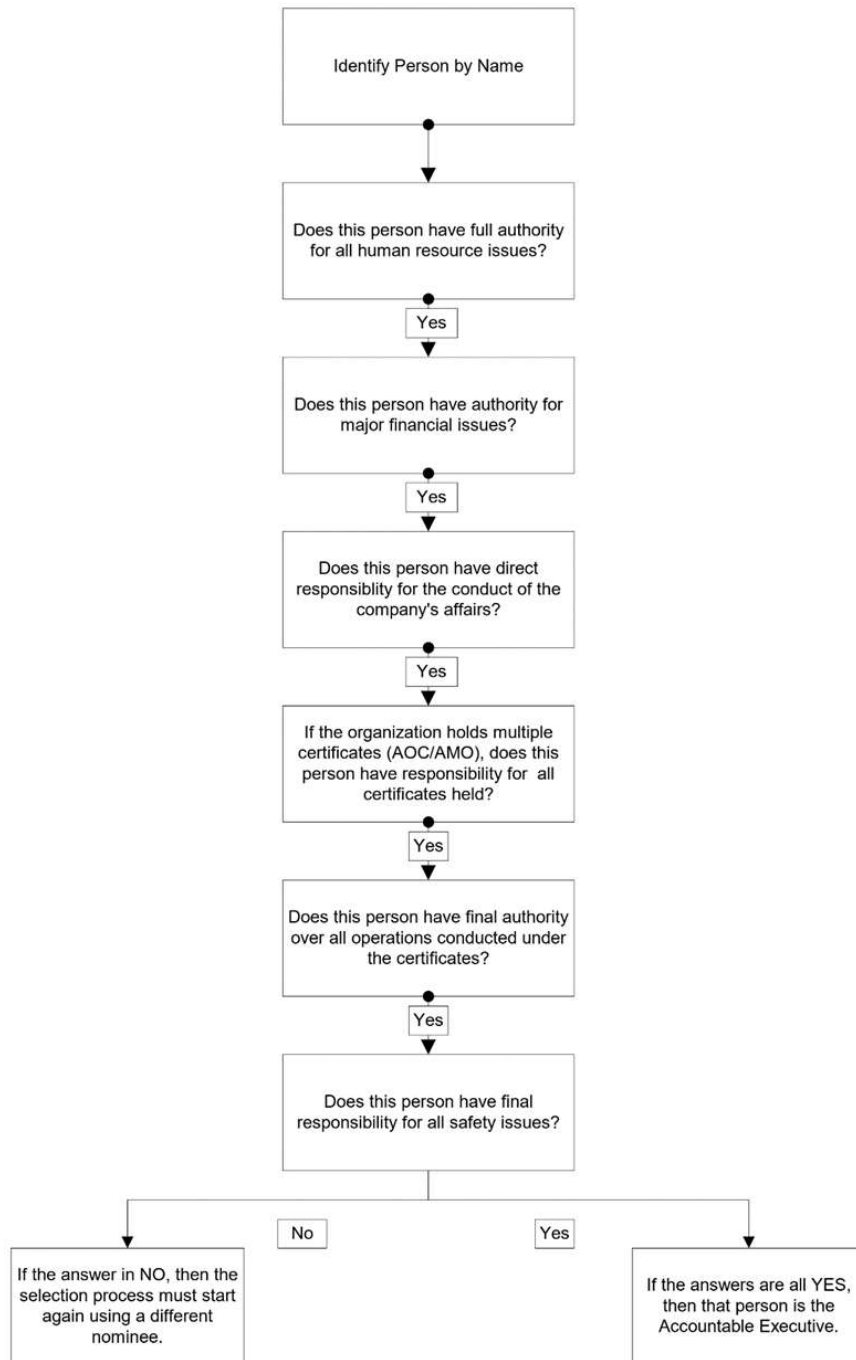 Identify Person by Name
Does this person have full authority
for all human resource issues?
Yes
Does this person have authority for
major financial issues?
Yes
Does this person have direct
responsiblity for the conduct of the
company's affairs?
Yes
If the organization holds multiple
certificates (AOC/AMO), does this
person have responsibility for all
certificates held?
Yes
Does this person have final authority
over all operations conducted under
the certificates?
Yes
Does this person have final
responsibility for all safety issues?
No
Yes
If the answer in NO, then the
selection process must start
again using a different
nominee.
If the answers are all YES,
then that person is the
Accountable Executive.